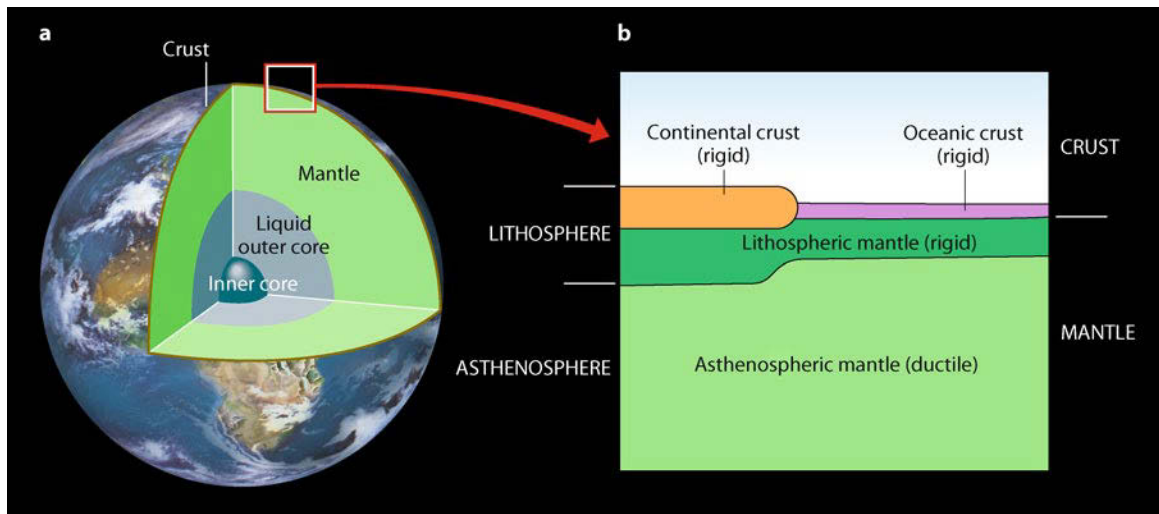 a
Crust
Mantle
Liquid
outer core
Inner core
b
Continental crust
(rigid)
Oceanic crust
(rigid)
CRUST
LITHOSPHERE
Lithospheric mantle (rigid)
MANTLE
ASTHENOSPHERE
Asthenospheric mantle (ductile)